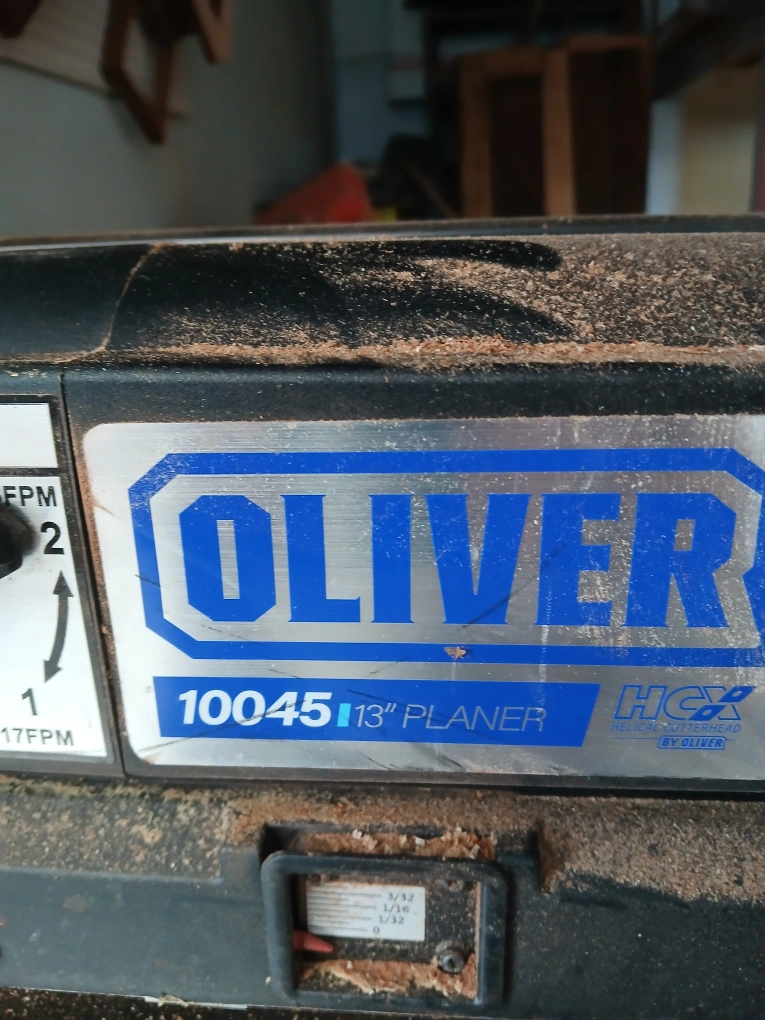 FPM
2
1
17FPM
OLIVER
10045 13" PLANER
HCX
HELICAL CUTTERHEAD
BY OLIVER
3/32
1/16
1/32
0